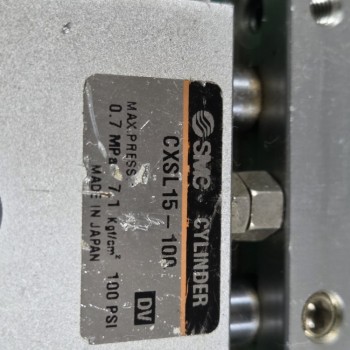 SMC CYLINDER
CXSL15-100
MAX.PRESS
0.7 MPa 7.1 Kgf/cm² 100 PSI
MADE IN JAPAN
DV